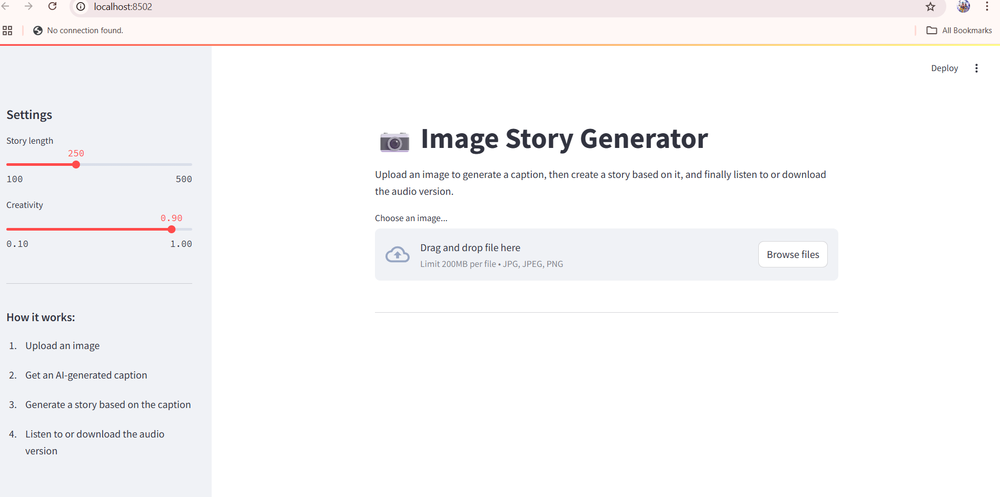 localhost:8502
No connection found.
All Bookmarks
Deploy
Settings
Story length
250
100 500
Creativity
0.90
0.10 1.00
How it works:
1. Upload an image
2. Get an AI-generated caption
3. Generate a story based on the caption
4. Listen to or download the audio
version
Image Story Generator
Upload an image to generate a caption, then create a story based on it, and finally listen to or download
the audio version.
Choose an image...
Drag and drop file here
Limit 200MB per file • JPG, JPEG, PNG
Browse files